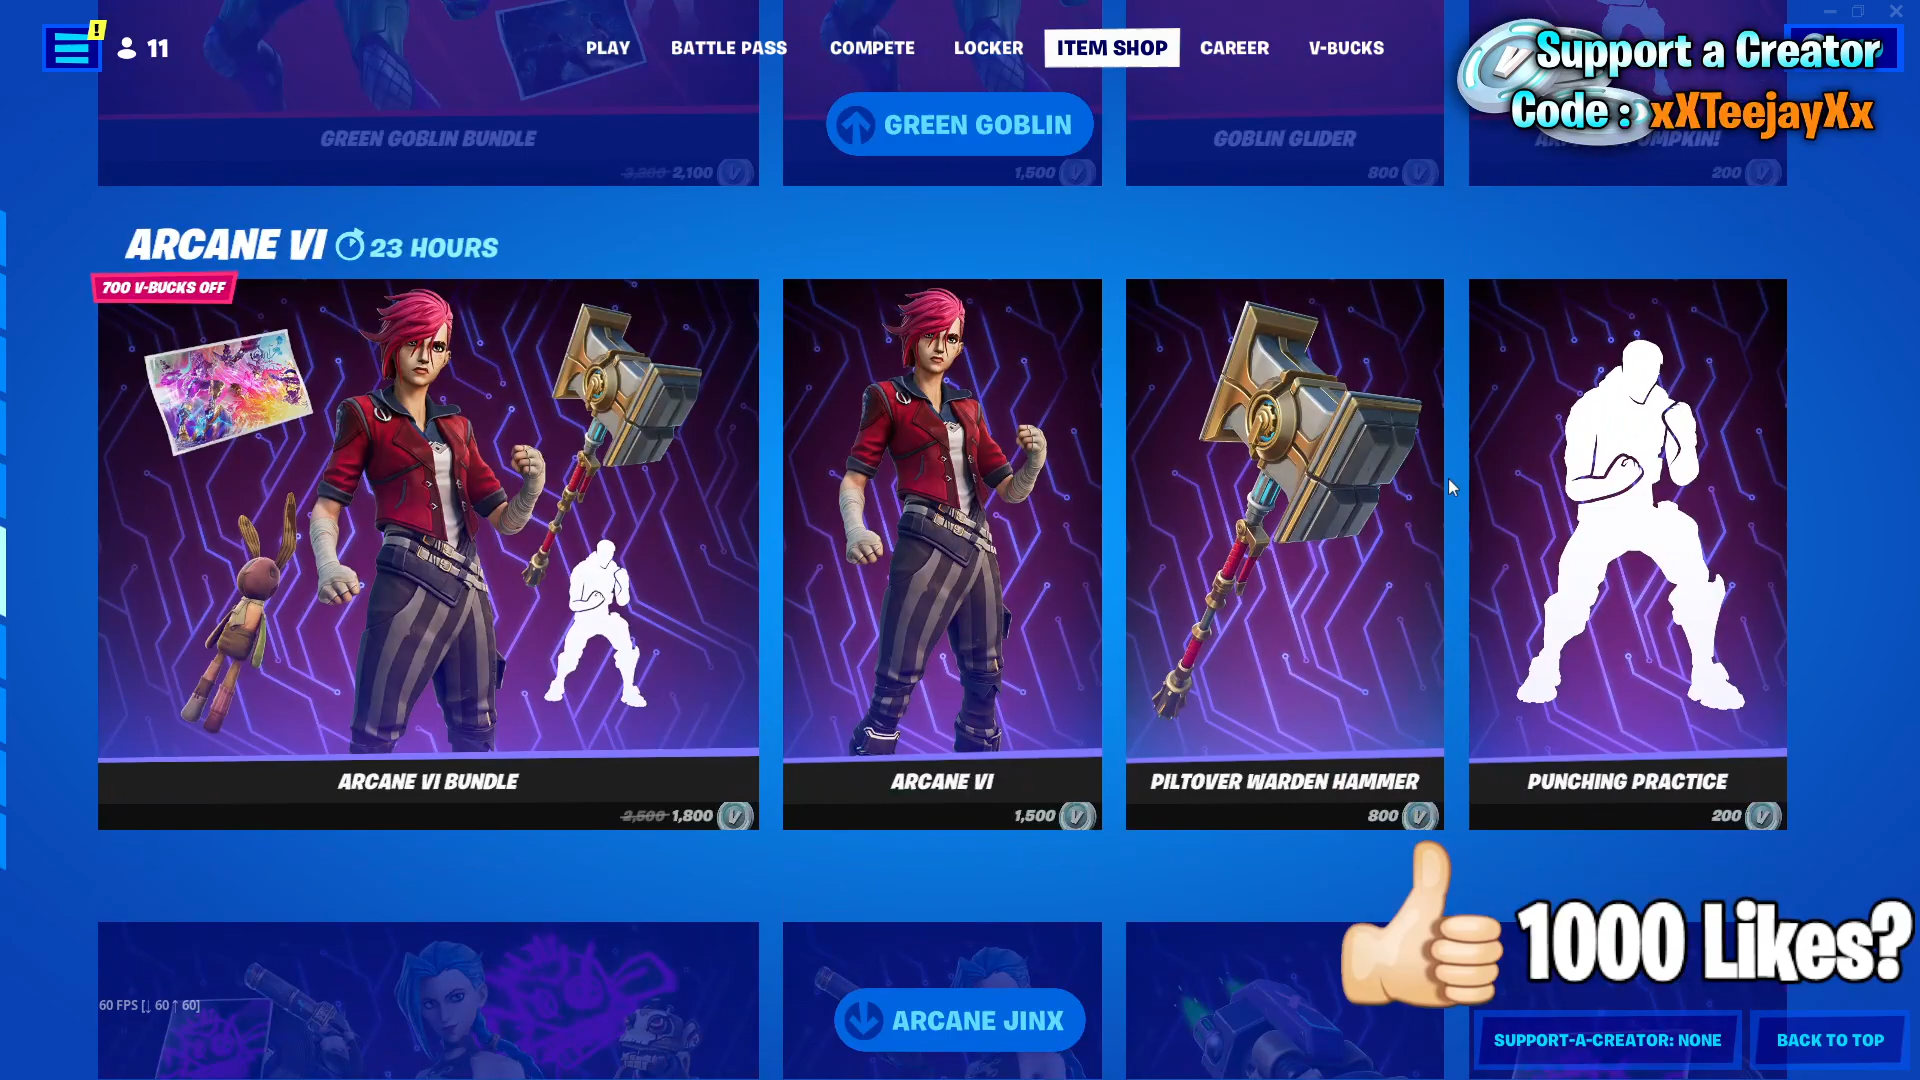 !
11
PLAY
BATTLE PASS
COMPETE
LOCKER
ITEM SHOP
CAREER
V-BUCKS
Support a Creator
Code : xXTeejayXx
GREEN GOBLIN BUNDLE
3,300 2,100
GREEN GOBLIN
1,500
GOBLIN GLIDER
800
200
ARCANE VI 23 HOURS
700 V-BUCKS OFF
ARCANE VI BUNDLE
2,500 1,800
ARCANE VI
1,500
PILTOVER WARDEN HAMMER
800
PUNCHING PRACTICE
200
1000 Likes?
60 FPS [↓ 60 ↑ 60]
ARCANE JINX
SUPPORT-A-CREATOR: NONE
BACK TO TOP